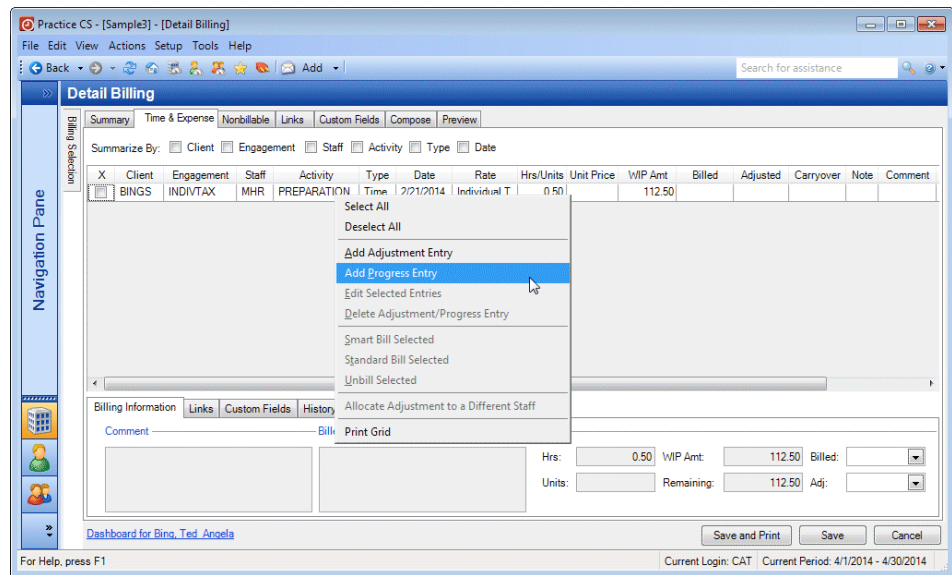 Practice CS - [Sample3] - [Detail Billing]
File Edit View Actions Setup Tools Help
Back Add Search for assistance
Detail Billing
Navigation Pane
Billing Selection
Summary Time & Expense Nonbillable Links Custom Fields Compose Preview
Summarize By: Client Engagement Staff Activity Type Date
X Client Engagement Staff Activity Type Date Rate Hrs/Units Unit Price WIP Amt Billed Adjusted Carryover Note Comment
BINGS INDIVTAX MHR PREPARATION Time 2/21/2014 Individual T 0.50 112.50
Select All
Deselect All
Add Adjustment Entry
Add Progress Entry
Edit Selected Entries
Delete Adjustment/Progress Entry
Smart Bill Selected
Standard Bill Selected
Unbill Selected
Allocate Adjustment to a Different Staff
Print Grid
Billing Information Links Custom Fields History
Comment Bille
Hrs: 0.50 WIP Amt: 112.50 Billed:
Units: Remaining: 112.50 Adj:
Dashboard for Bing, Ted Angela
Save and Print Save Cancel
For Help, press F1 Current Login: CAT Current Period: 4/1/2014 - 4/30/2014